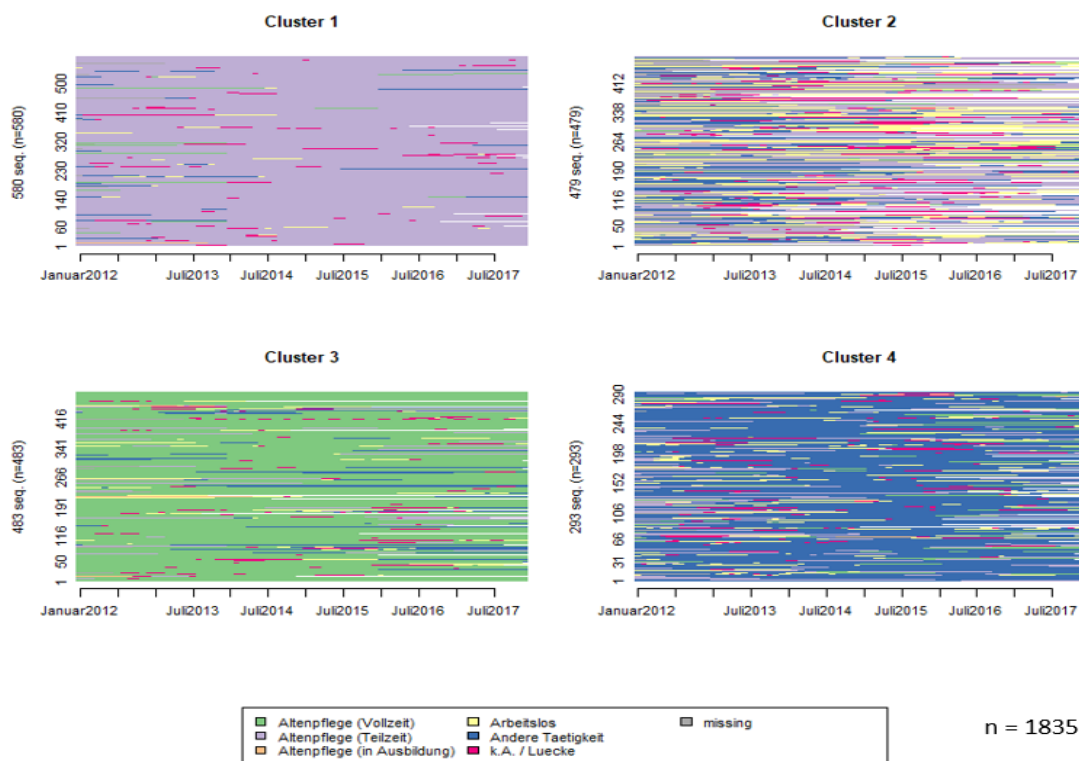 Cluster 1
580 seq. (n=580)
1 60 140 230 320 410 500
Januar2012 Juli2013 Juli2014 Juli2015 Juli2016 Juli2017
Cluster 2
479 seq. (n=479)
1 50 116 190 264 338 412
Januar2012 Juli2013 Juli2014 Juli2015 Juli2016 Juli2017
Cluster 3
483 seq. (n=483)
1 50 116 191 266 341 416
Januar2012 Juli2013 Juli2014 Juli2015 Juli2016 Juli2017
Cluster 4
293 seq. (n=293)
1 31 66 106 152 198 244 290
Januar2012 Juli2013 Juli2014 Juli2015 Juli2016 Juli2017
Altenpflege (Vollzeit) Arbeitslos missing
Altenpflege (Teilzeit) Andere Taetigkeit
Altenpflege (in Ausbildung) k.A. / Luecke
n = 1835